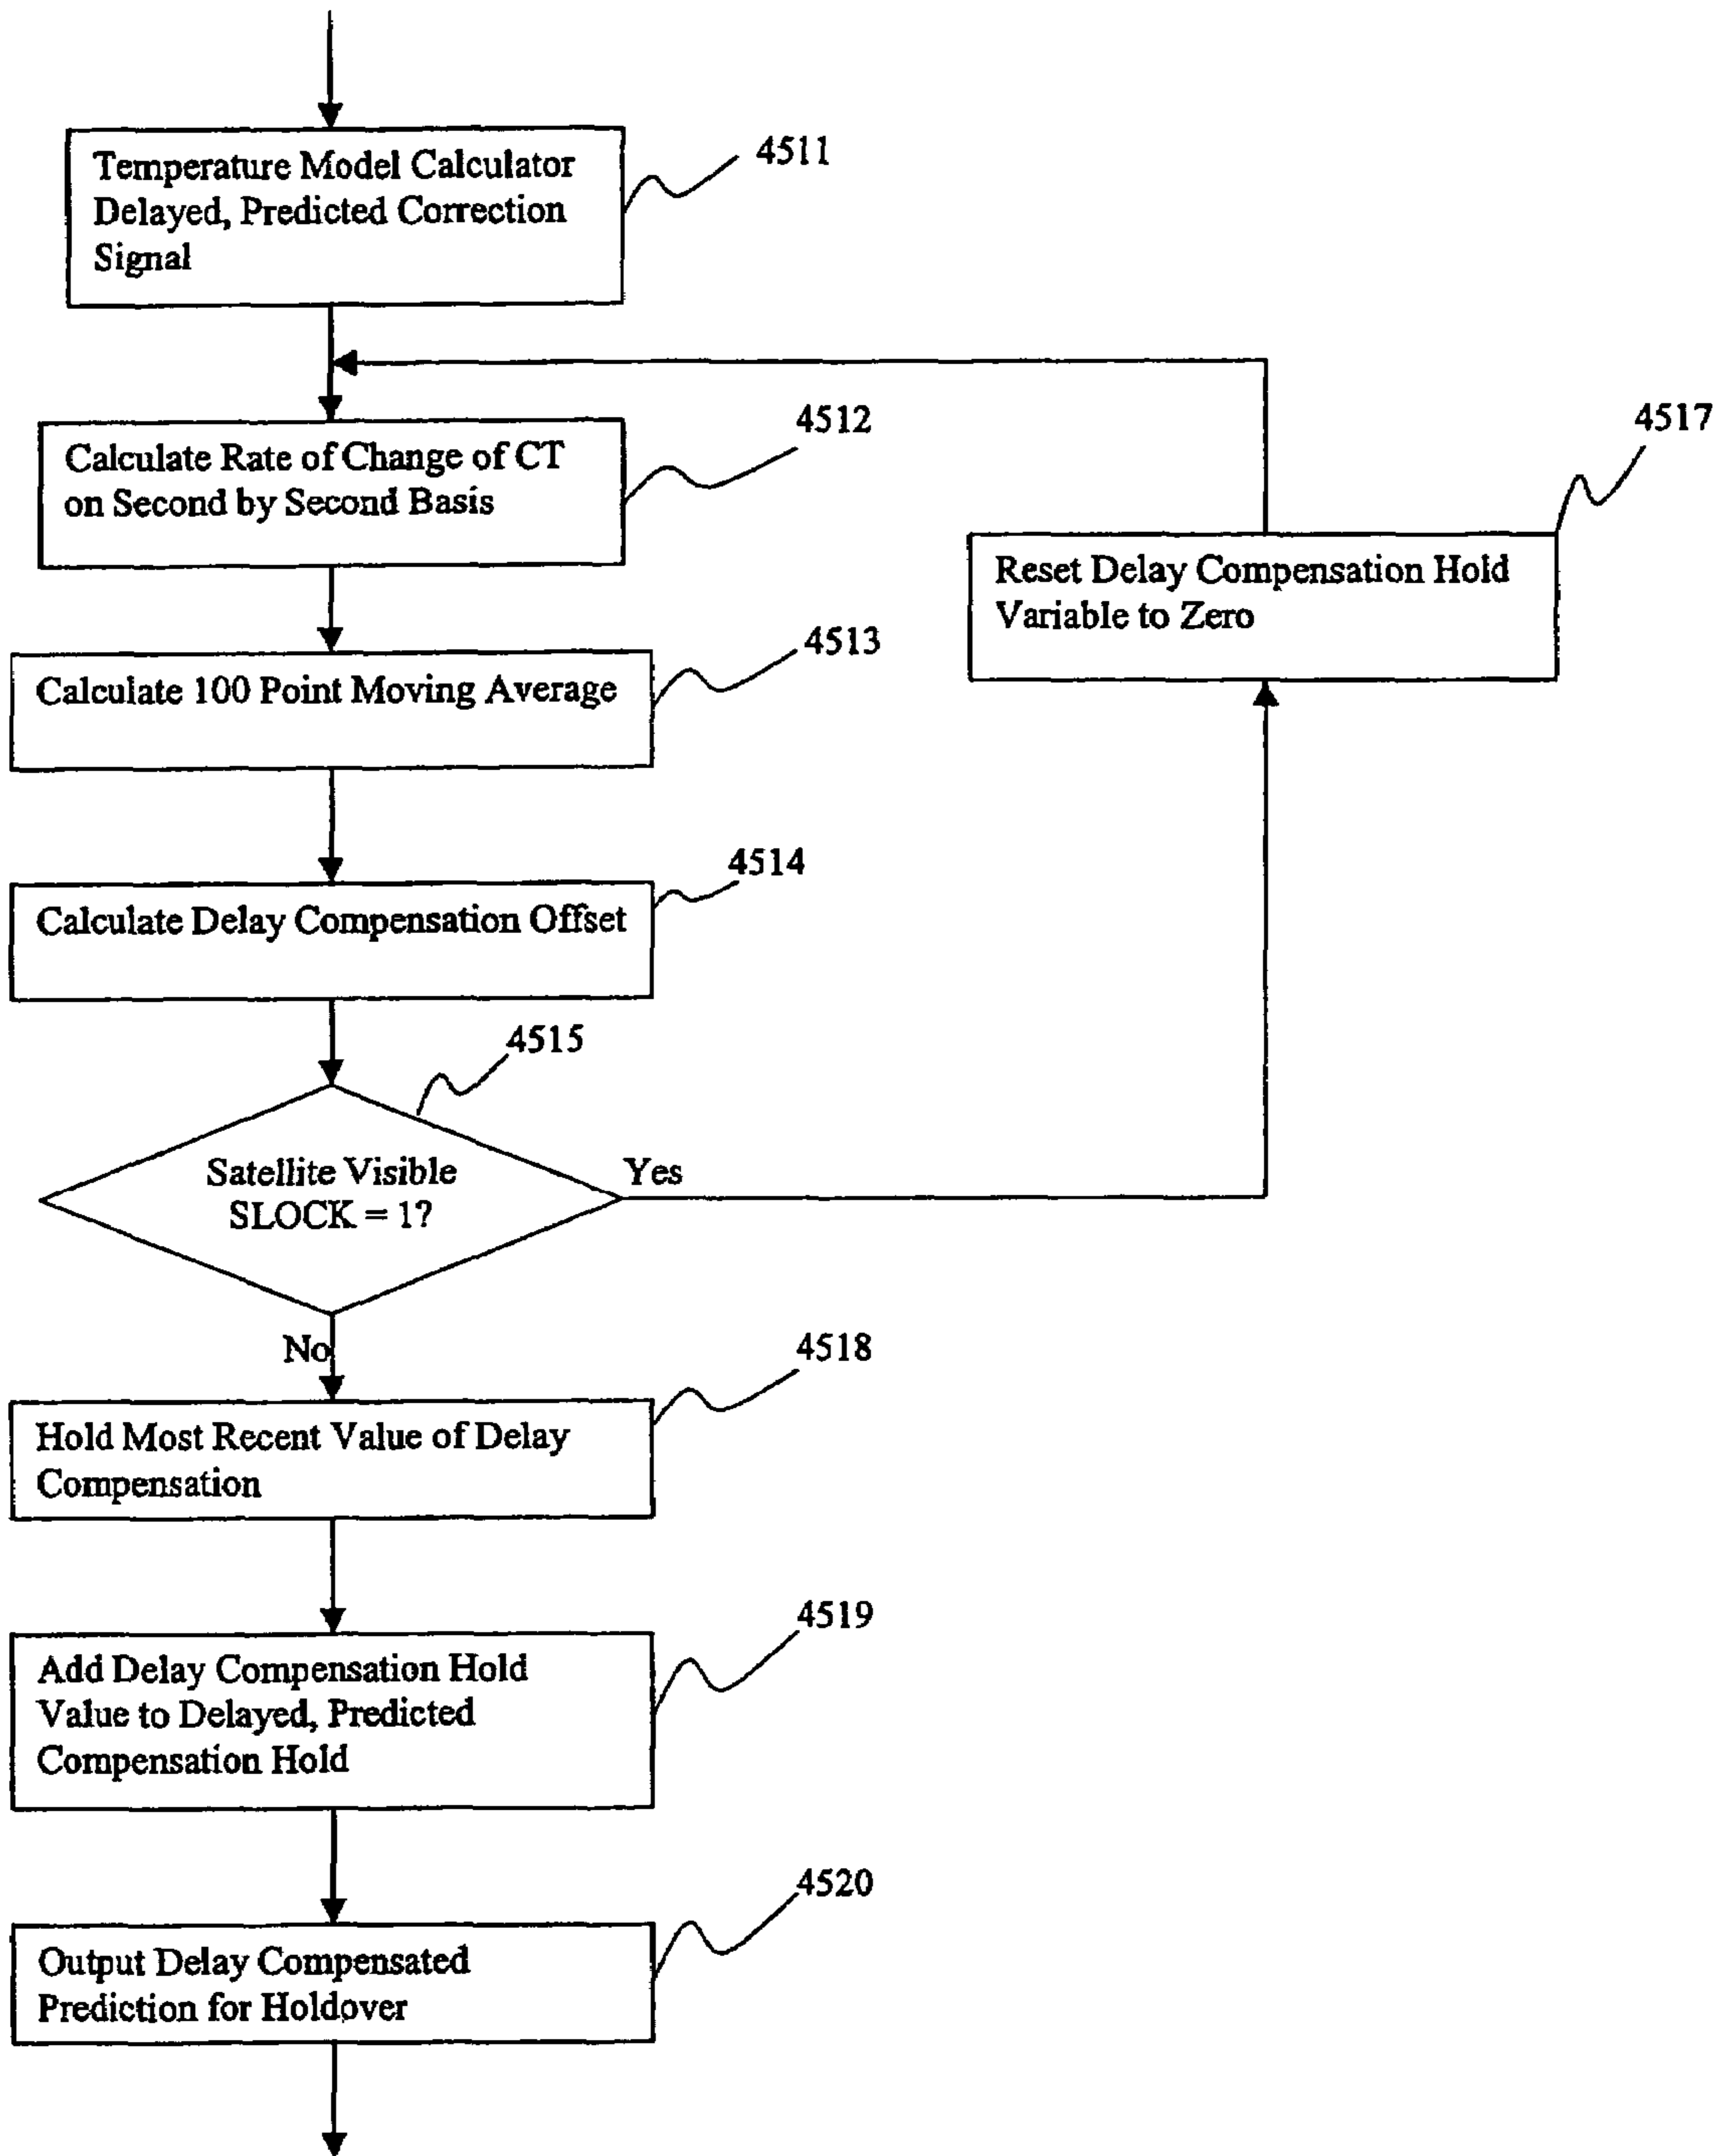 Temperature Model Calculator
Delayed, Predicted Correction
Signal
4511
Calculate Rate of Change of CT
on Second by Second Basis
4512
Reset Delay Compensation Hold
Variable to Zero
4517
Calculate 100 Point Moving Average
4513
Calculate Delay Compensation Offset
4514
4515
Satellite Visible
SLOCK = 1?
Yes
No
Hold Most Recent Value of Delay
Compensation
4518
Add Delay Compensation Hold
Value to Delayed, Predicted
Compensation Hold
4519
Output Delay Compensated
Prediction for Holdover
4520